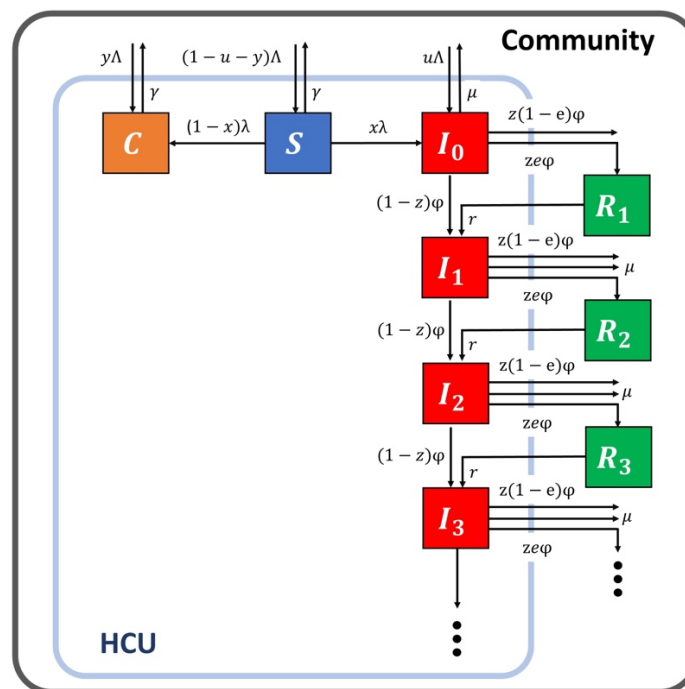 Community
yΛ
(1 − u − y)Λ
uΛ
γ
γ
μ
C
(1 − x)λ
S
xλ
I₀
z(1 − e)φ
zeφ
(1 − z)φ
r
R₁
I₁
z(1 − e)φ
μ
zeφ
(1 − z)φ
r
R₂
I₂
z(1 − e)φ
μ
zeφ
(1 − z)φ
r
R₃
I₃
z(1 − e)φ
μ
zeφ
HCU